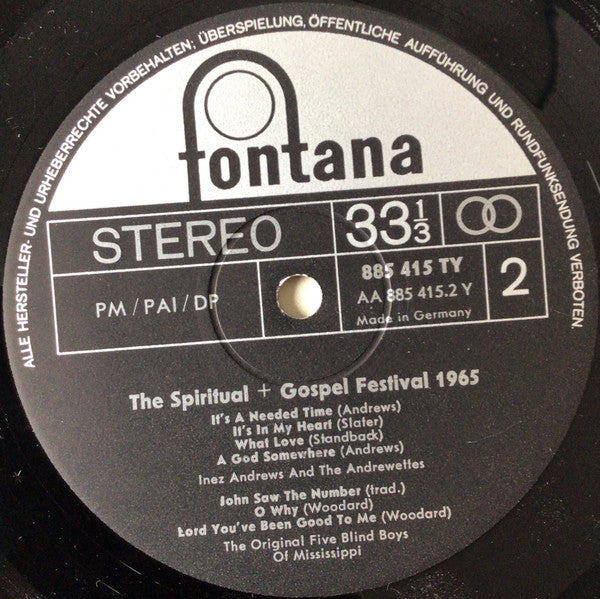 ALLE HERSTELLER- UND URHEBERRECHTE VORBEHALTEN; ÜBERSPIELUNG, ÖFFENTLICHE AUFFÜHRUNG UND RUNDFUNKSENDUNG VERBOTEN.
fontana
STEREO
33 1/3
PM / PAI / DP
885 415 TY
AA 885 415.2 Y
Made in Germany
2
The Spiritual + Gospel Festival 1965
It's A Needed Time (Andrews)
It's In My Heart (Slater)
What Love (Standback)
A God Somewhere (Andrews)
Inez Andrews And The Andrewettes
John Saw The Number (trad.)
O Why (Woodard)
Lord You've Been Good To Me (Woodard)
The Original Five Blind Boys
Of Mississippi